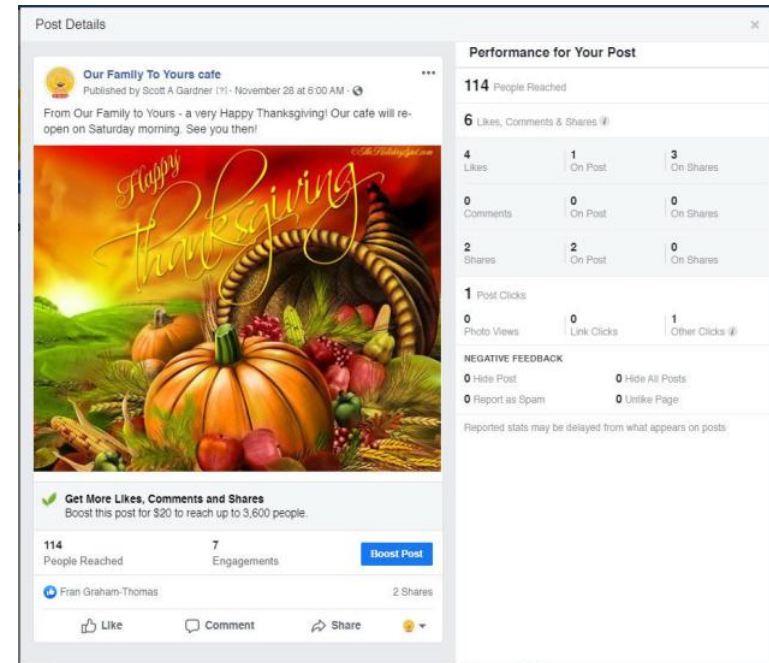 Post Details
×
Our Family To Yours cafe
Published by Scott A Gardner [?] · November 28 at 6:00 AM ·
From Our Family to Yours - a very Happy Thanksgiving! Our cafe will re-
open on Saturday morning. See you then!
Happy
Thanksgiving
Get More Likes, Comments and Shares
Boost this post for $20 to reach up to 3,600 people.
114
People Reached
7
Engagements
Boost Post
Fran Graham-Thomas
2 Shares
Like
Comment
Share
Performance for Your Post
114 People Reached
6 Likes, Comments & Shares
4
Likes
1
On Post
3
On Shares
0
Comments
0
On Post
0
On Shares
2
Shares
2
On Post
0
On Shares
1 Post Clicks
0
Photo Views
0
Link Clicks
1
Other Clicks
NEGATIVE FEEDBACK
0 Hide Post
0 Hide All Posts
0 Report as Spam
0 Unlike Page
Reported stats may be delayed from what appears on posts